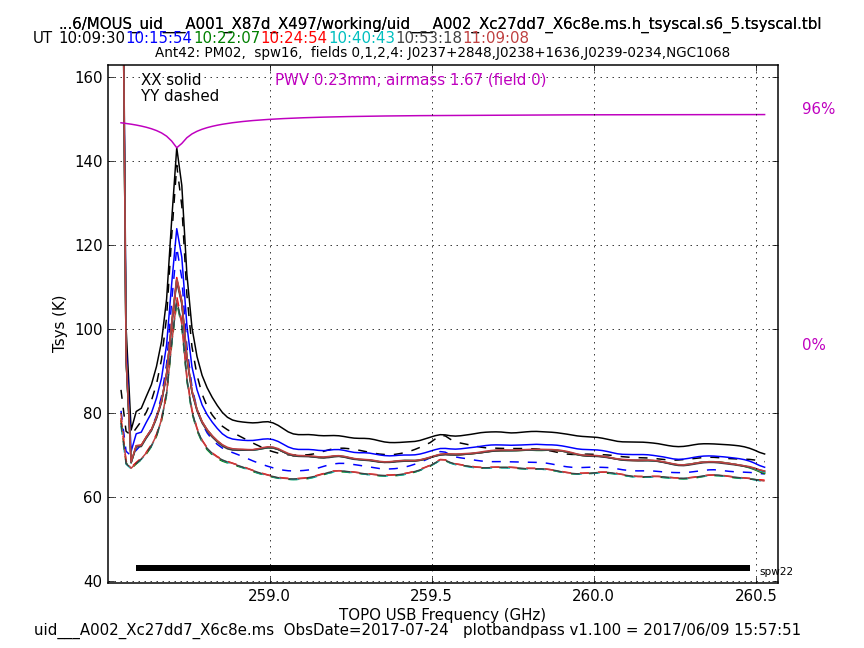 ...6/MOUS_uid___A001_X87d_X497/working/uid___A002_Xc27dd7_X6c8e.ms.h_tsyscal.s6_5.tsyscal.tbl
UT 10:09:30 10:15:54 10:22:07 10:24:54 10:40:43 10:53:18 11:09:08
Ant42: PM02, spw16, fields 0,1,2,4: J0237+2848,J0238+1636,J0239-0234,NGC1068
XX solid
YY dashed
PWV 0.23mm, airmass 1.67 (field 0)
160
140
120
100
80
60
40
Tsys (K)
96%
0%
spw22
259.0 259.5 260.0 260.5
TOPO USB Frequency (GHz)
uid___A002_Xc27dd7_X6c8e.ms ObsDate=2017-07-24 plotbandpass v1.100 = 2017/06/09 15:57:51